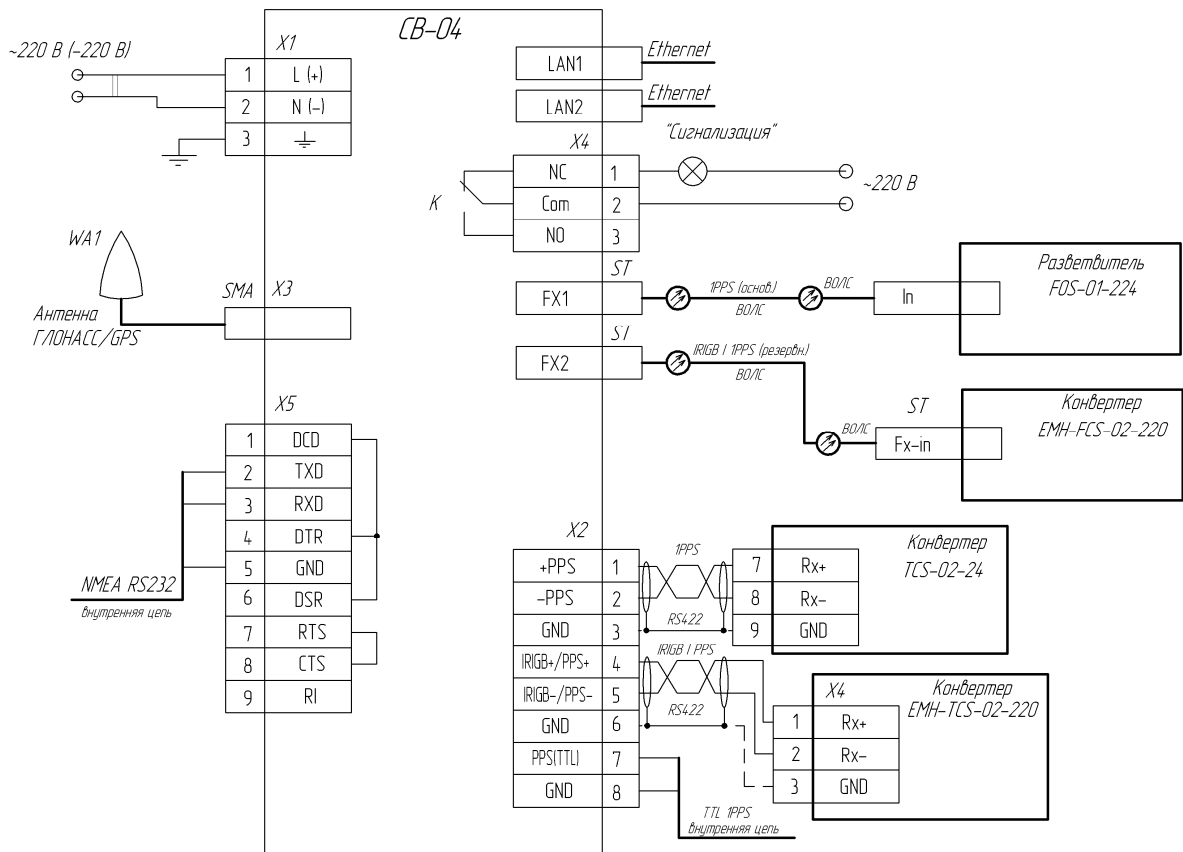 СВ-04
~220 В (-220 В)
X1
1 L (+)
2 N (-)
3
WA1
Антенна
ГЛОНАСС/GPS
SMA X3
X5
1 DCD
2 TXD
3 RXD
4 DTR
5 GND
6 DSR
7 RTS
8 CTS
9 RI
NMEA RS232
внутренняя цепь
LAN1 Ethernet
LAN2 Ethernet
X4
"Сигнализация"
NC 1
Com 2
NO 3
K
~220 В
ST
FX1
1PPS (основ.)
ВОЛС
ВОЛС
In
Разветвитель
FOS-01-224
ST
FX2
IRIGB | 1PPS (резервн.)
ВОЛС
ВОЛС
ST
Fx-in
Конвертер
EMH-FCS-02-220
X2
+PPS 1
-PPS 2
GND 3
IRIGB+/PPS+ 4
IRIGB-/PPS- 5
GND 6
PPS(TTL) 7
GND 8
1PPS
RS422
7 Rx+
8 Rx-
9 GND
Конвертер
TCS-02-24
IRIGB | PPS
RS422
X4
1 Rx+
2 Rx-
3 GND
Конвертер
EMH-TCS-02-220
TTL 1PPS
внутренняя цепь